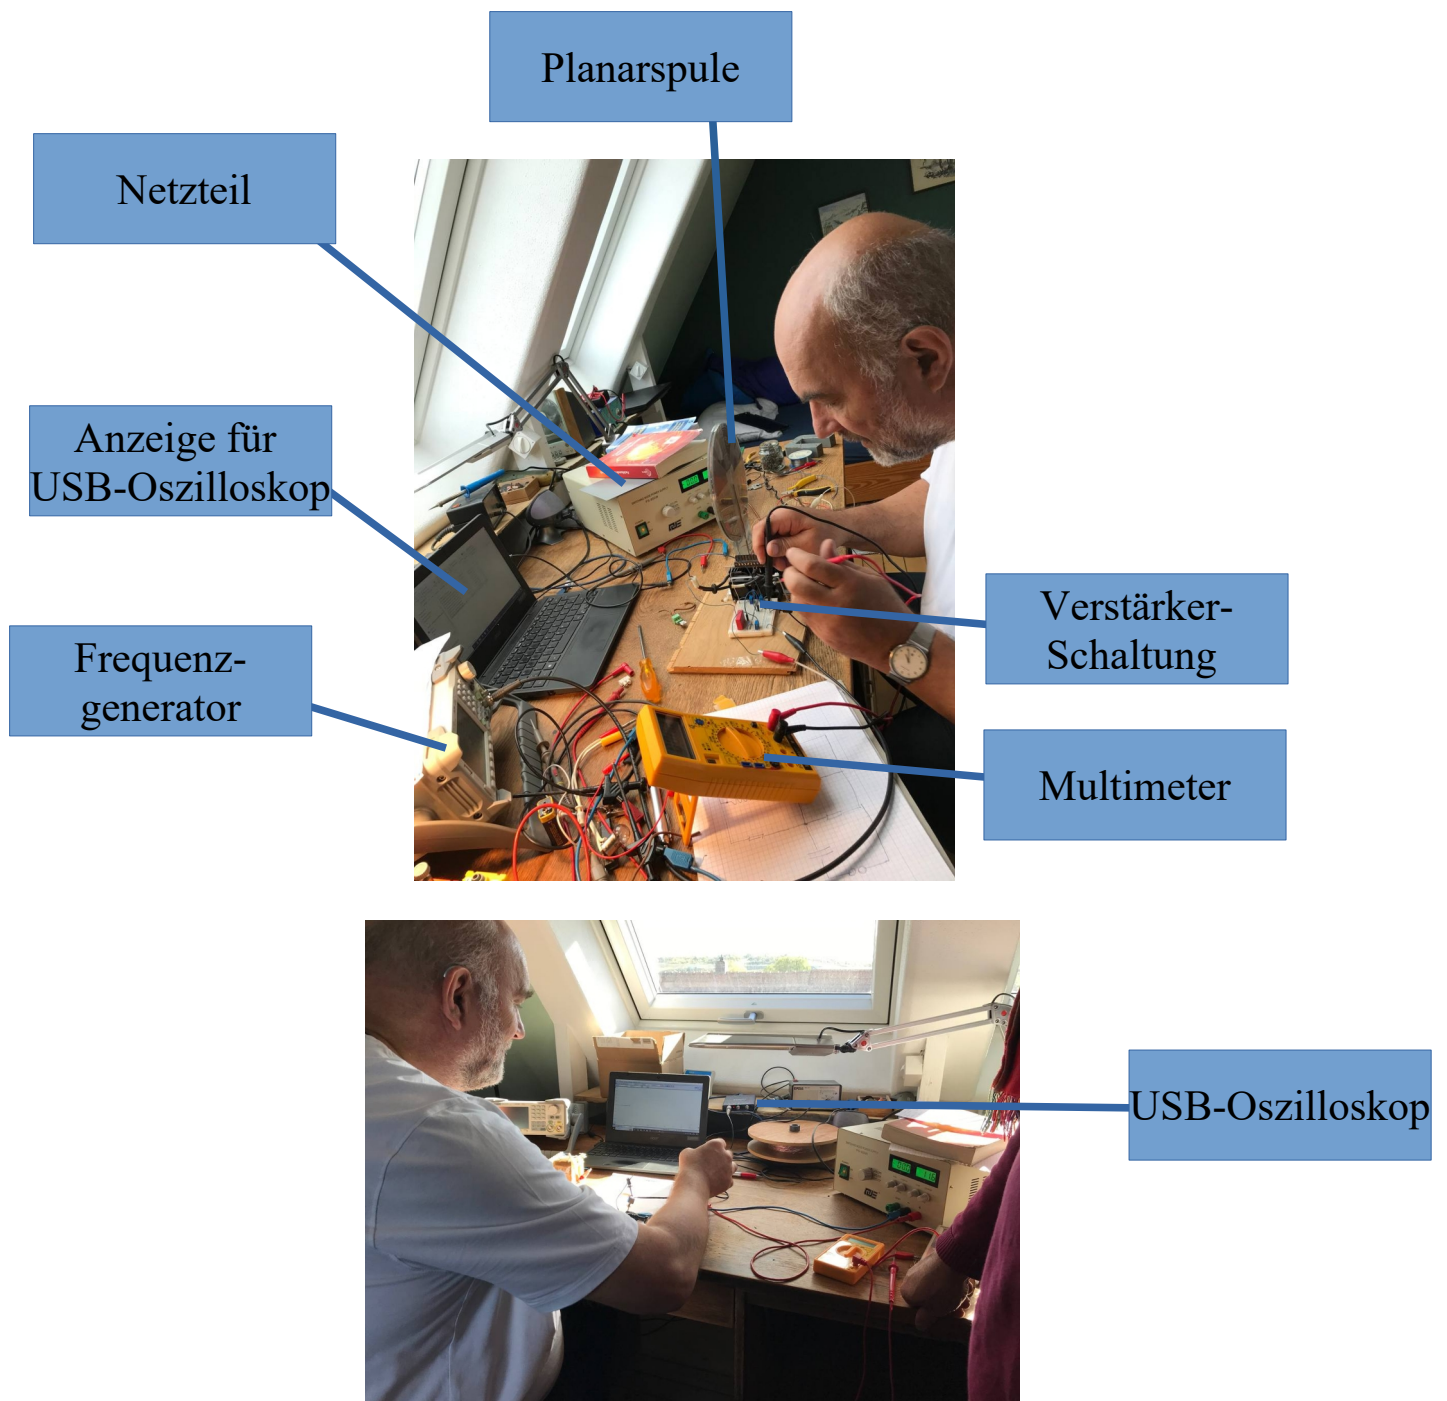 Planarspule
Netzteil
Anzeige für
USB-Oszilloskop
Frequenz-
generator
Verstärker-
Schaltung
Multimeter
USB-Oszilloskop